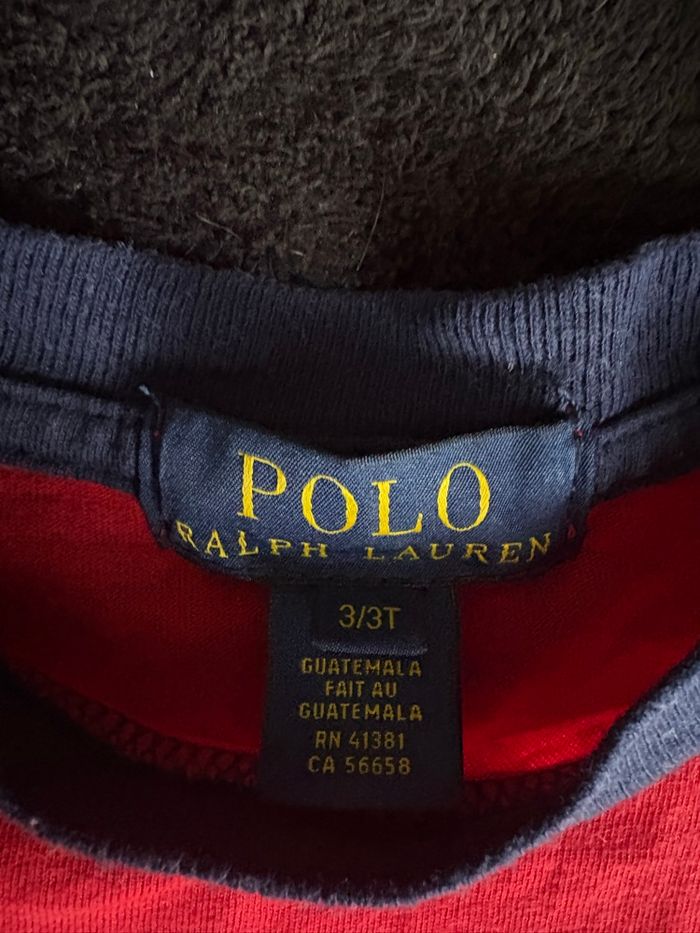 POLO
RALPH LAUREN
3/3T
GUATEMALA
FAIT AU
GUATEMALA
RN 41381
CA 56658